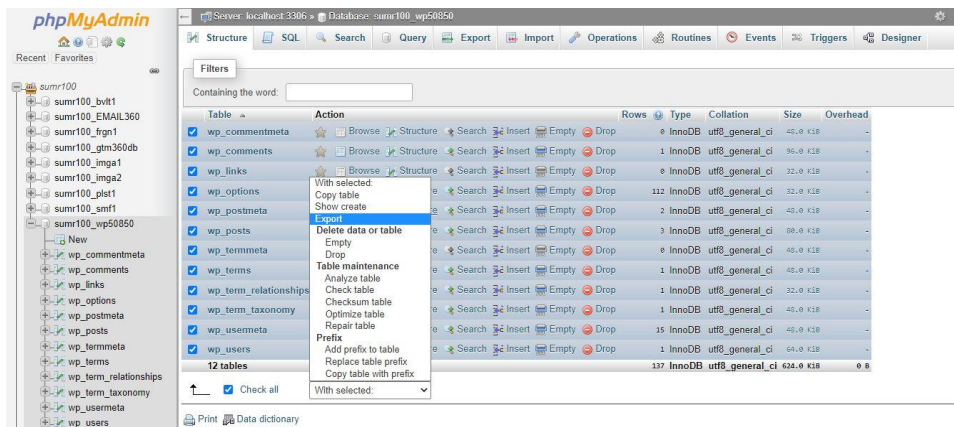 phpMyAdmin
Recent Favorites
sumr100
sumr100_bvlt1
sumr100_EMAIL360
sumr100_frgn1
sumr100_gtm360db
sumr100_imga1
sumr100_imga2
sumr100_plst1
sumr100_smf1
sumr100_wp50850
New
wp_commentmeta
wp_comments
wp_links
wp_options
wp_postmeta
wp_posts
wp_termmeta
wp_terms
wp_term_relationships
wp_term_taxonomy
wp_usermeta
wp_users
Server: localhost:3306 » Database: sumr100_wp50850
Structure SQL Search Query Export Import Operations Routines Events Triggers Designer
Filters
Containing the word:
Table Action Rows Type Collation Size Overhead
wp_commentmeta Browse Structure Search Insert Empty Drop 0 InnoDB utf8_general_ci 48.0 KiB -
wp_comments Browse Structure Search Insert Empty Drop 1 InnoDB utf8_general_ci 96.0 KiB -
wp_links Browse Structure Search Insert Empty Drop 0 InnoDB utf8_general_ci 32.0 KiB -
wp_options re Search Insert Empty Drop 112 InnoDB utf8_general_ci 32.0 KiB -
wp_postmeta re Search Insert Empty Drop 2 InnoDB utf8_general_ci 48.0 KiB -
wp_posts re Search Insert Empty Drop 3 InnoDB utf8_general_ci 80.0 KiB -
wp_termmeta re Search Insert Empty Drop 0 InnoDB utf8_general_ci 48.0 KiB -
wp_terms re Search Insert Empty Drop 1 InnoDB utf8_general_ci 48.0 KiB -
wp_term_relationships re Search Insert Empty Drop 1 InnoDB utf8_general_ci 32.0 KiB -
wp_term_taxonomy re Search Insert Empty Drop 1 InnoDB utf8_general_ci 48.0 KiB -
wp_usermeta re Search Insert Empty Drop 15 InnoDB utf8_general_ci 48.0 KiB -
wp_users re Search Insert Empty Drop 1 InnoDB utf8_general_ci 64.0 KiB -
12 tables 137 InnoDB utf8_general_ci 624.0 KiB 0 B
With selected:
Copy table
Show create
Export
Delete data or table
Empty
Drop
Table maintenance
Analyze table
Check table
Checksum table
Optimize table
Repair table
Prefix
Add prefix to table
Replace table prefix
Copy table with prefix
Check all With selected:
Print Data dictionary